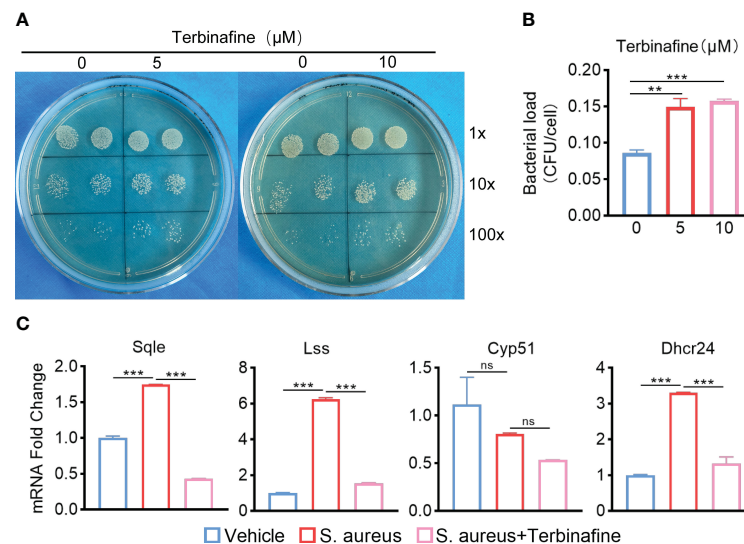 A
Terbinafine (μM)
0 5 0 10
1x
10x
100x
B
Terbinafine(μM)
Bacterial load
(CFU/cell)
0.20
0.15
0.10
0.05
0.00
***
**
0 5 10
C
Sqle
mRNA Fold Change
2.0
1.5
1.0
0.5
0.0
*** ***
Lss
6
4
2
0
*** ***
Cyp51
1.5
1.0
0.5
0.0
ns
ns
Dhcr24
4
3
2
1
0
*** ***
Vehicle S. aureus S. aureus+Terbinafine